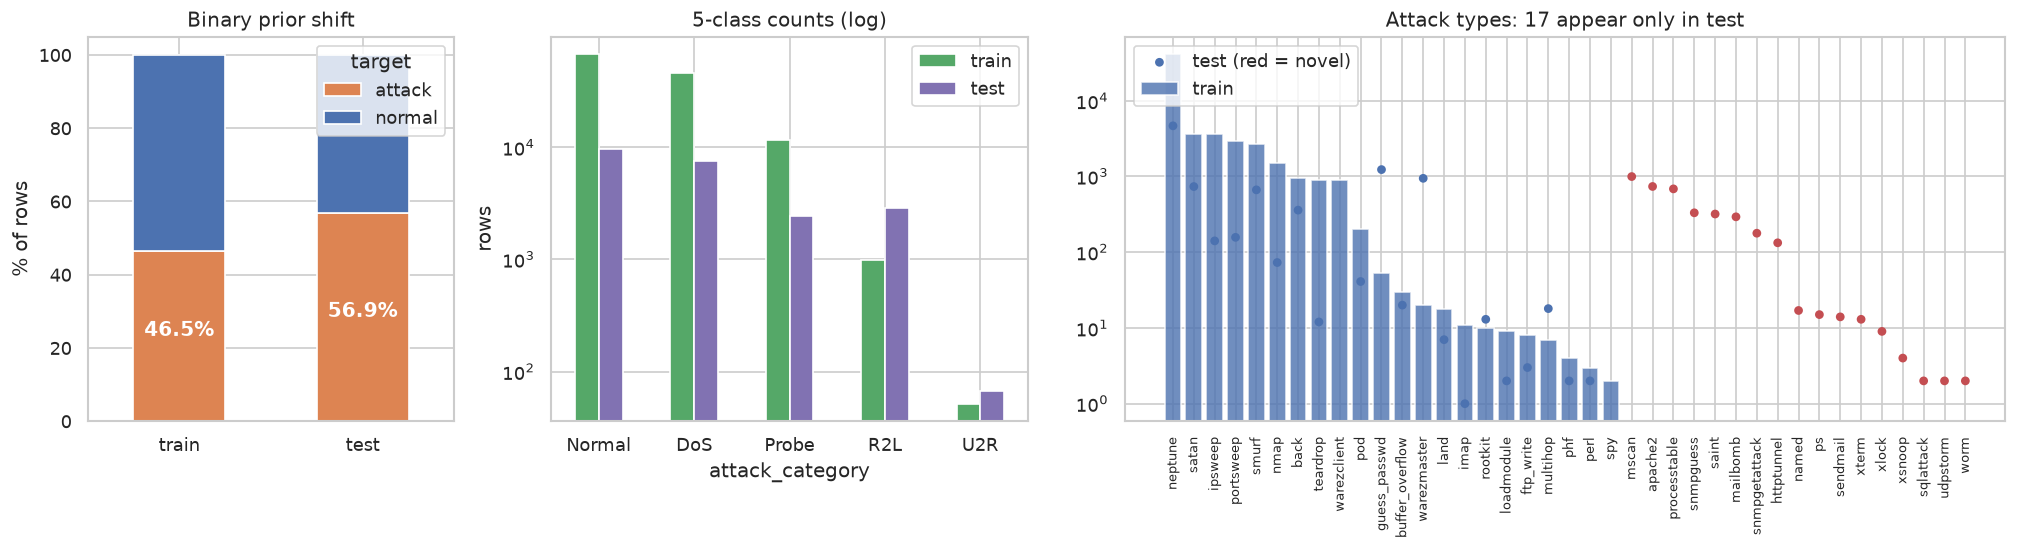 Binary prior shift
% of rows
100
80
60
40
20
0
target
attack
normal
46.5%
56.9%
train
test
5-class counts (log)
rows
10^4
10^3
10^2
train
test
Normal
DoS
Probe
R2L
U2R
attack_category
Attack types: 17 appear only in test
10^4
10^3
10^2
10^1
10^0
test (red = novel)
train
neptune
satan
ipsweep
portsweep
smurf
nmap
back
teardrop
warezclient
pod
guess_passwd
buffer_overflow
warezmaster
land
imap
rootkit
loadmodule
ftp_write
multihop
phf
perl
spy
mscan
apache2
processtable
snmpguess
saint
mailbomb
snmpgetattack
httptunnel
named
ps
sendmail
xterm
xlock
xsnoop
sqlattack
udpstorm
worm